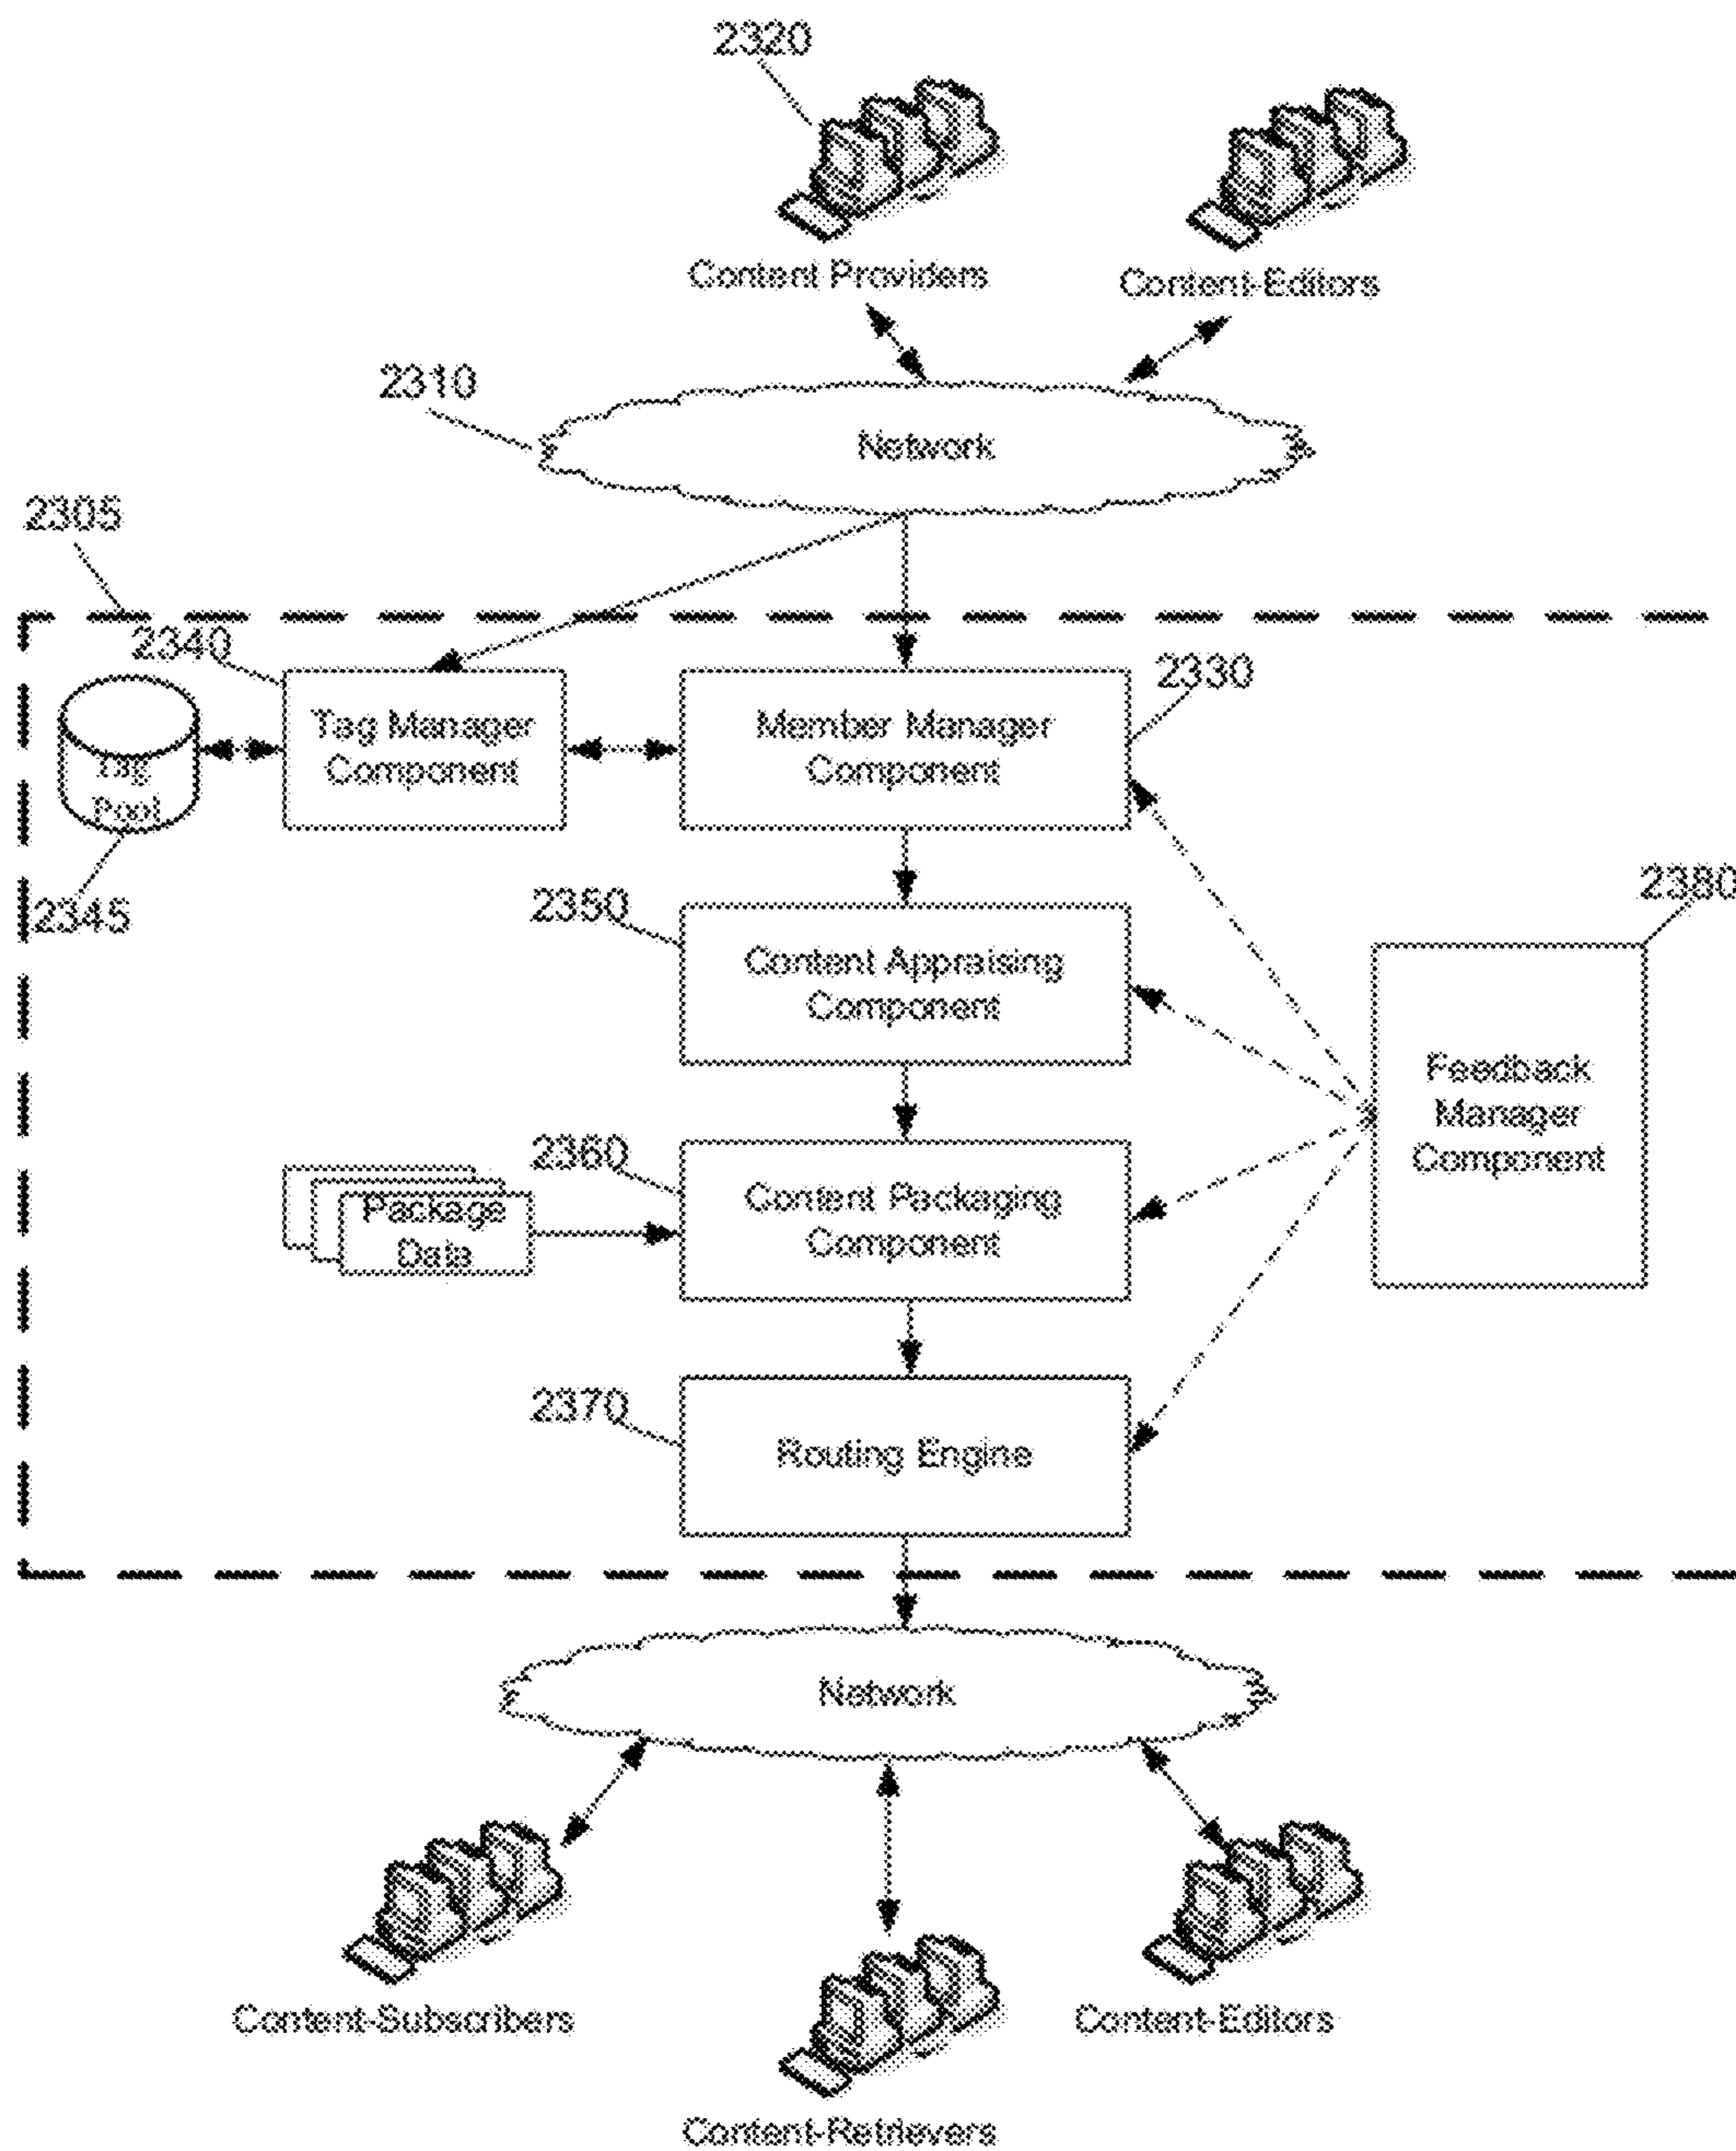 2320
Content Providers
Content-Editors
2310
Network
2305
2340
2330
Tag Manager
Component
Member Manager
Component
Tag
Pool
2345
2350
2380
Content Appraising
Component
Feedback
Manager
Component
2360
Package
Data
Content Packaging
Component
2370
Routing Engine
Network
Content-Subscribers
Content-Editors
Content-Retrievers